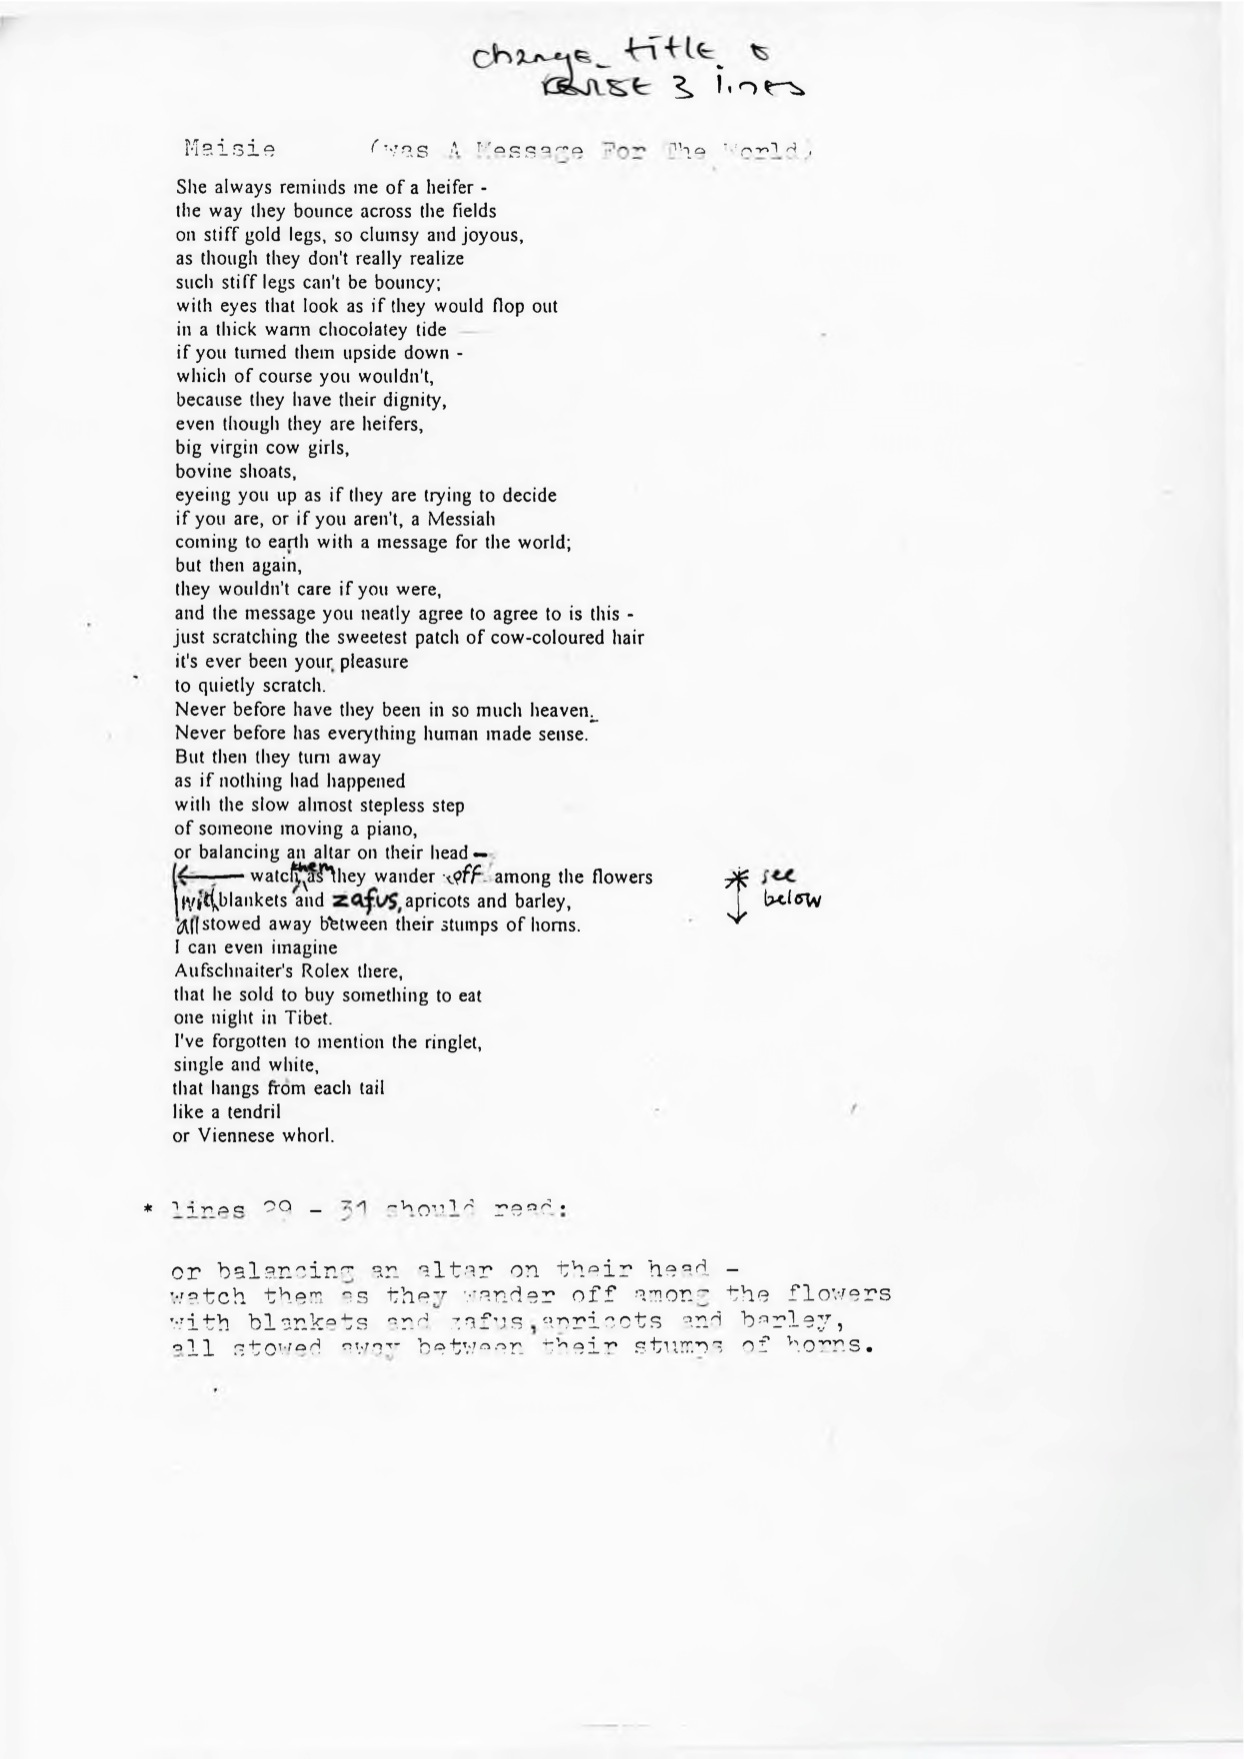 change title &
revise 3 lines
Maisie (was A Message For The World)
She always reminds me of a heifer -
the way they bounce across the fields
on stiff gold legs, so clumsy and joyous,
as though they don't really realize
such stiff legs can't be bouncy;
with eyes that look as if they would flop out
in a thick warm chocolatey tide
if you turned them upside down -
which of course you wouldn't,
because they have their dignity,
even though they are heifers,
big virgin cow girls,
bovine shoats,
eyeing you up as if they are trying to decide
if you are, or if you aren't, a Messiah
coming to earth with a message for the world;
but then again,
they wouldn't care if you were,
and the message you neatly agree to agree to is this -
just scratching the sweetest patch of cow-coloured hair
it's ever been your pleasure
to quietly scratch.
Never before have they been in so much heaven.
Never before has everything human made sense.
But then they turn away
as if nothing had happened
with the slow almost stepless step
of someone moving a piano,
or balancing an altar on their head –
watch them as they wander off among the flowers * see
with blankets and zafus, apricots and barley, below
all stowed away between their stumps of horns.
I can even imagine
Aufschnaiter's Rolex there,
that he sold to buy something to eat
one night in Tibet.
I've forgotten to mention the ringlet,
single and white,
that hangs from each tail
like a tendril
or Viennese whorl.
* lines 29 - 31 should read:
or balancing an altar on their head -
watch them as they wander off among the flowers
with blankets and zafus,apricots and barley,
all stowed away between their stumps of horns.